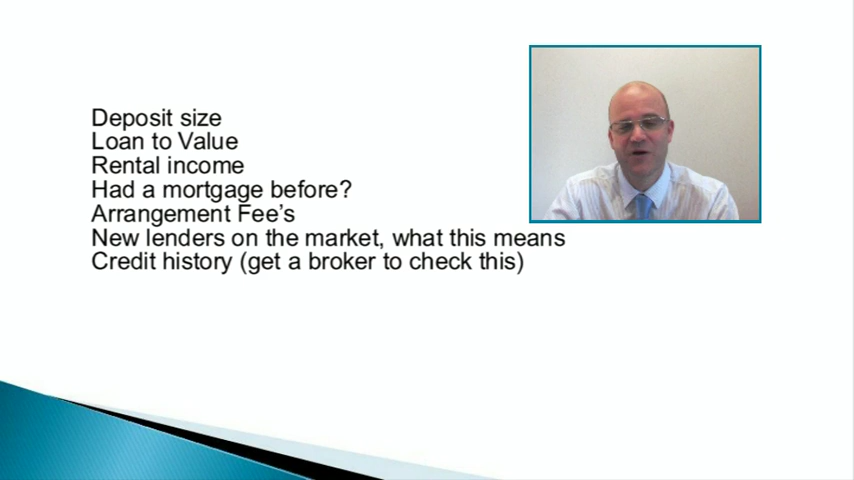 Deposit size
Loan to Value
Rental income
Had a mortgage before?
Arrangement Fee’s
New lenders on the market, what this means
Credit history (get a broker to check this)